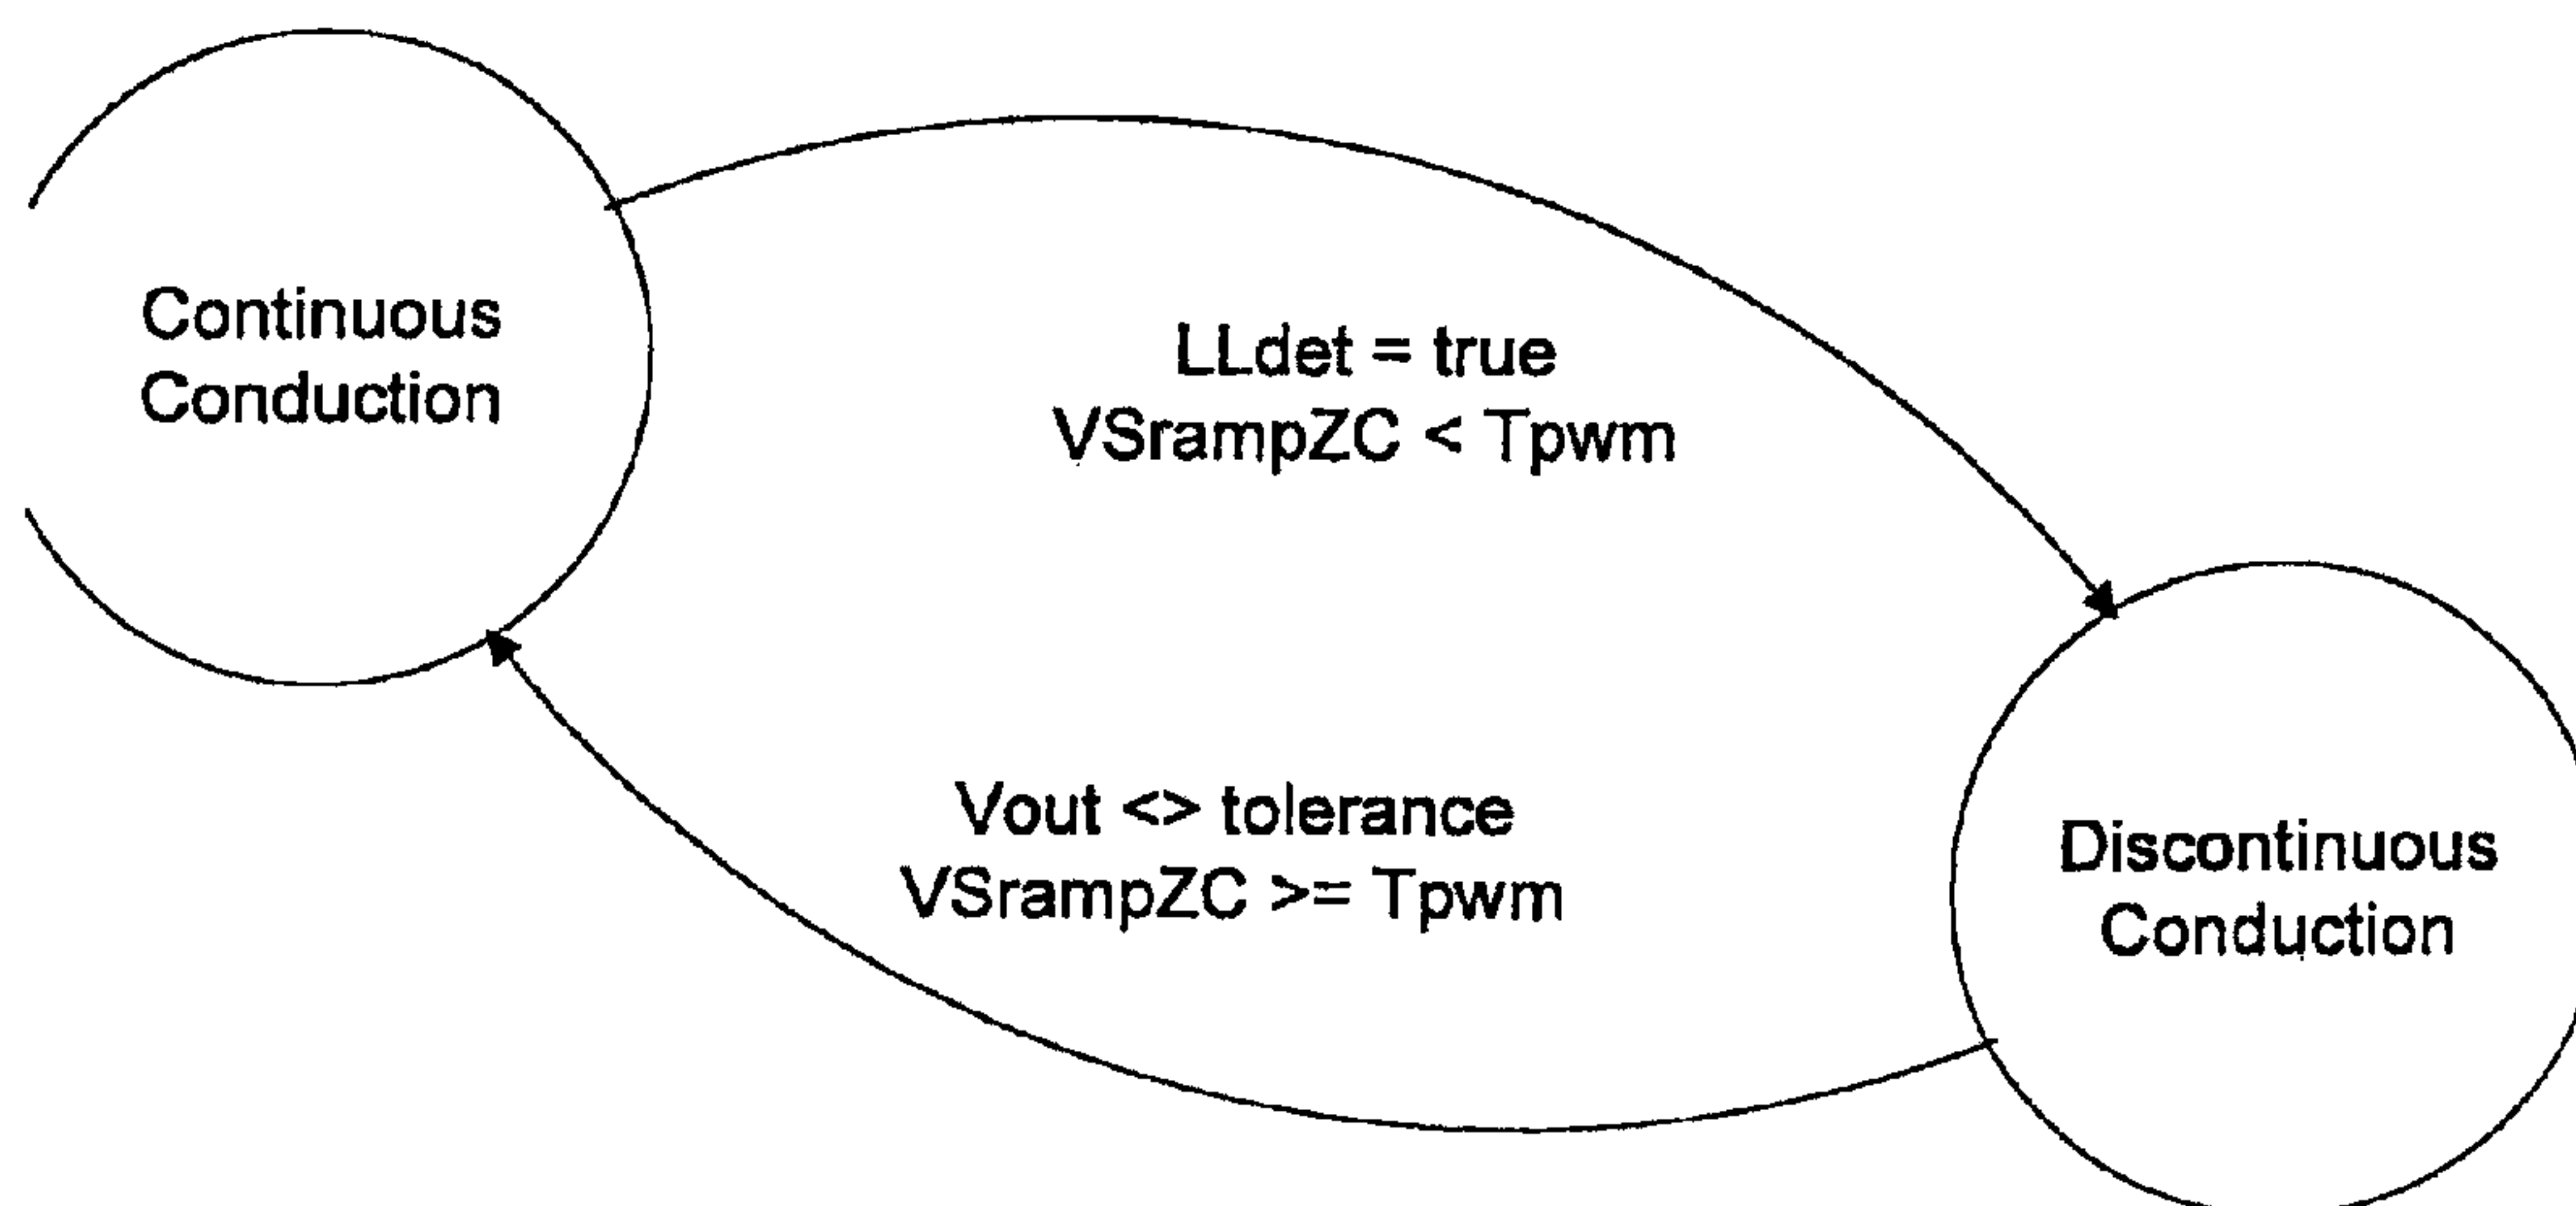 Continuous
Conduction
LLdet = true
VSrampZC < Tpwm
Vout <> tolerance
VSrampZC >= Tpwm
Discontinuous
Conduction